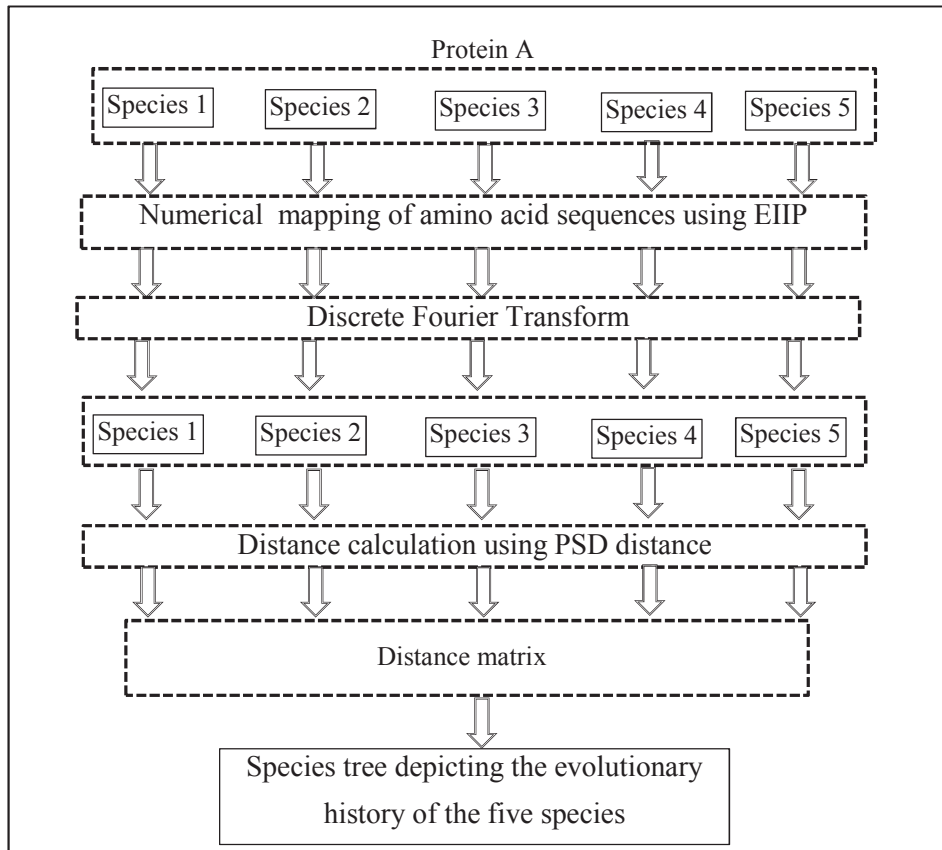 Protein A
Species 1 Species 2 Species 3 Species 4 Species 5
Numerical mapping of amino acid sequences using EIIP
Discrete Fourier Transform
Species 1 Species 2 Species 3 Species 4 Species 5
Distance calculation using PSD distance
Distance matrix
Species tree depicting the evolutionary
history of the five species